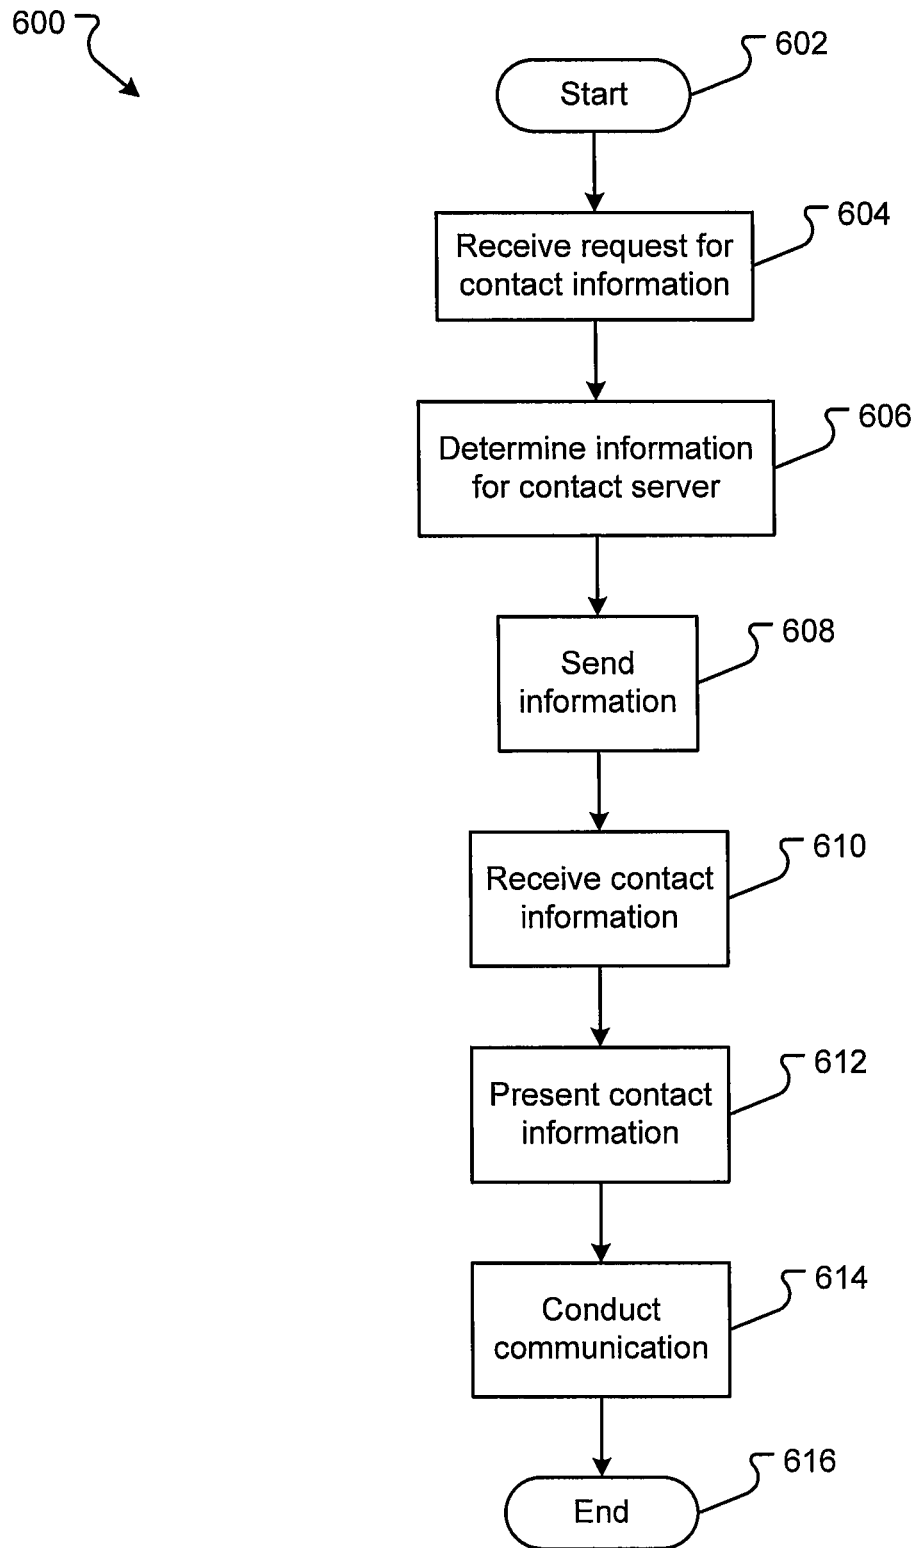 600
602
Start
604
Receive request for
contact information
606
Determine information
for contact server
608
Send
information
610
Receive contact
information
612
Present contact
information
614
Conduct
communication
616
End